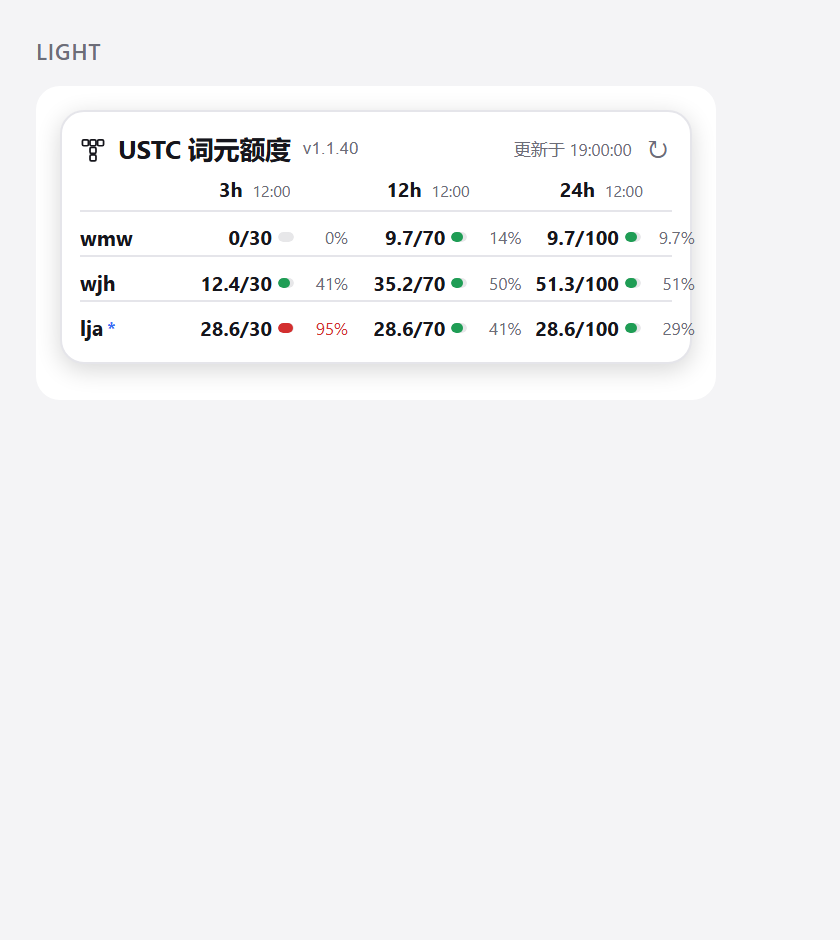 LIGHT
USTC 词元额度 v1.1.40 更新于 19:00:00
3h 12:00 12h 12:00 24h 12:00
wmw 0/30 0% 9.7/70 14% 9.7/100 9.7%
wjh 12.4/30 41% 35.2/70 50% 51.3/100 51%
lja * 28.6/30 95% 28.6/70 41% 28.6/100 29%